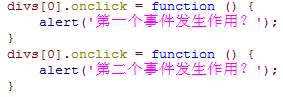 divs[0].onclick = function () {
    alert('第一个事件发生作用？');
}
divs[0].onclick = function () {
    alert('第二个事件发生作用？');
}